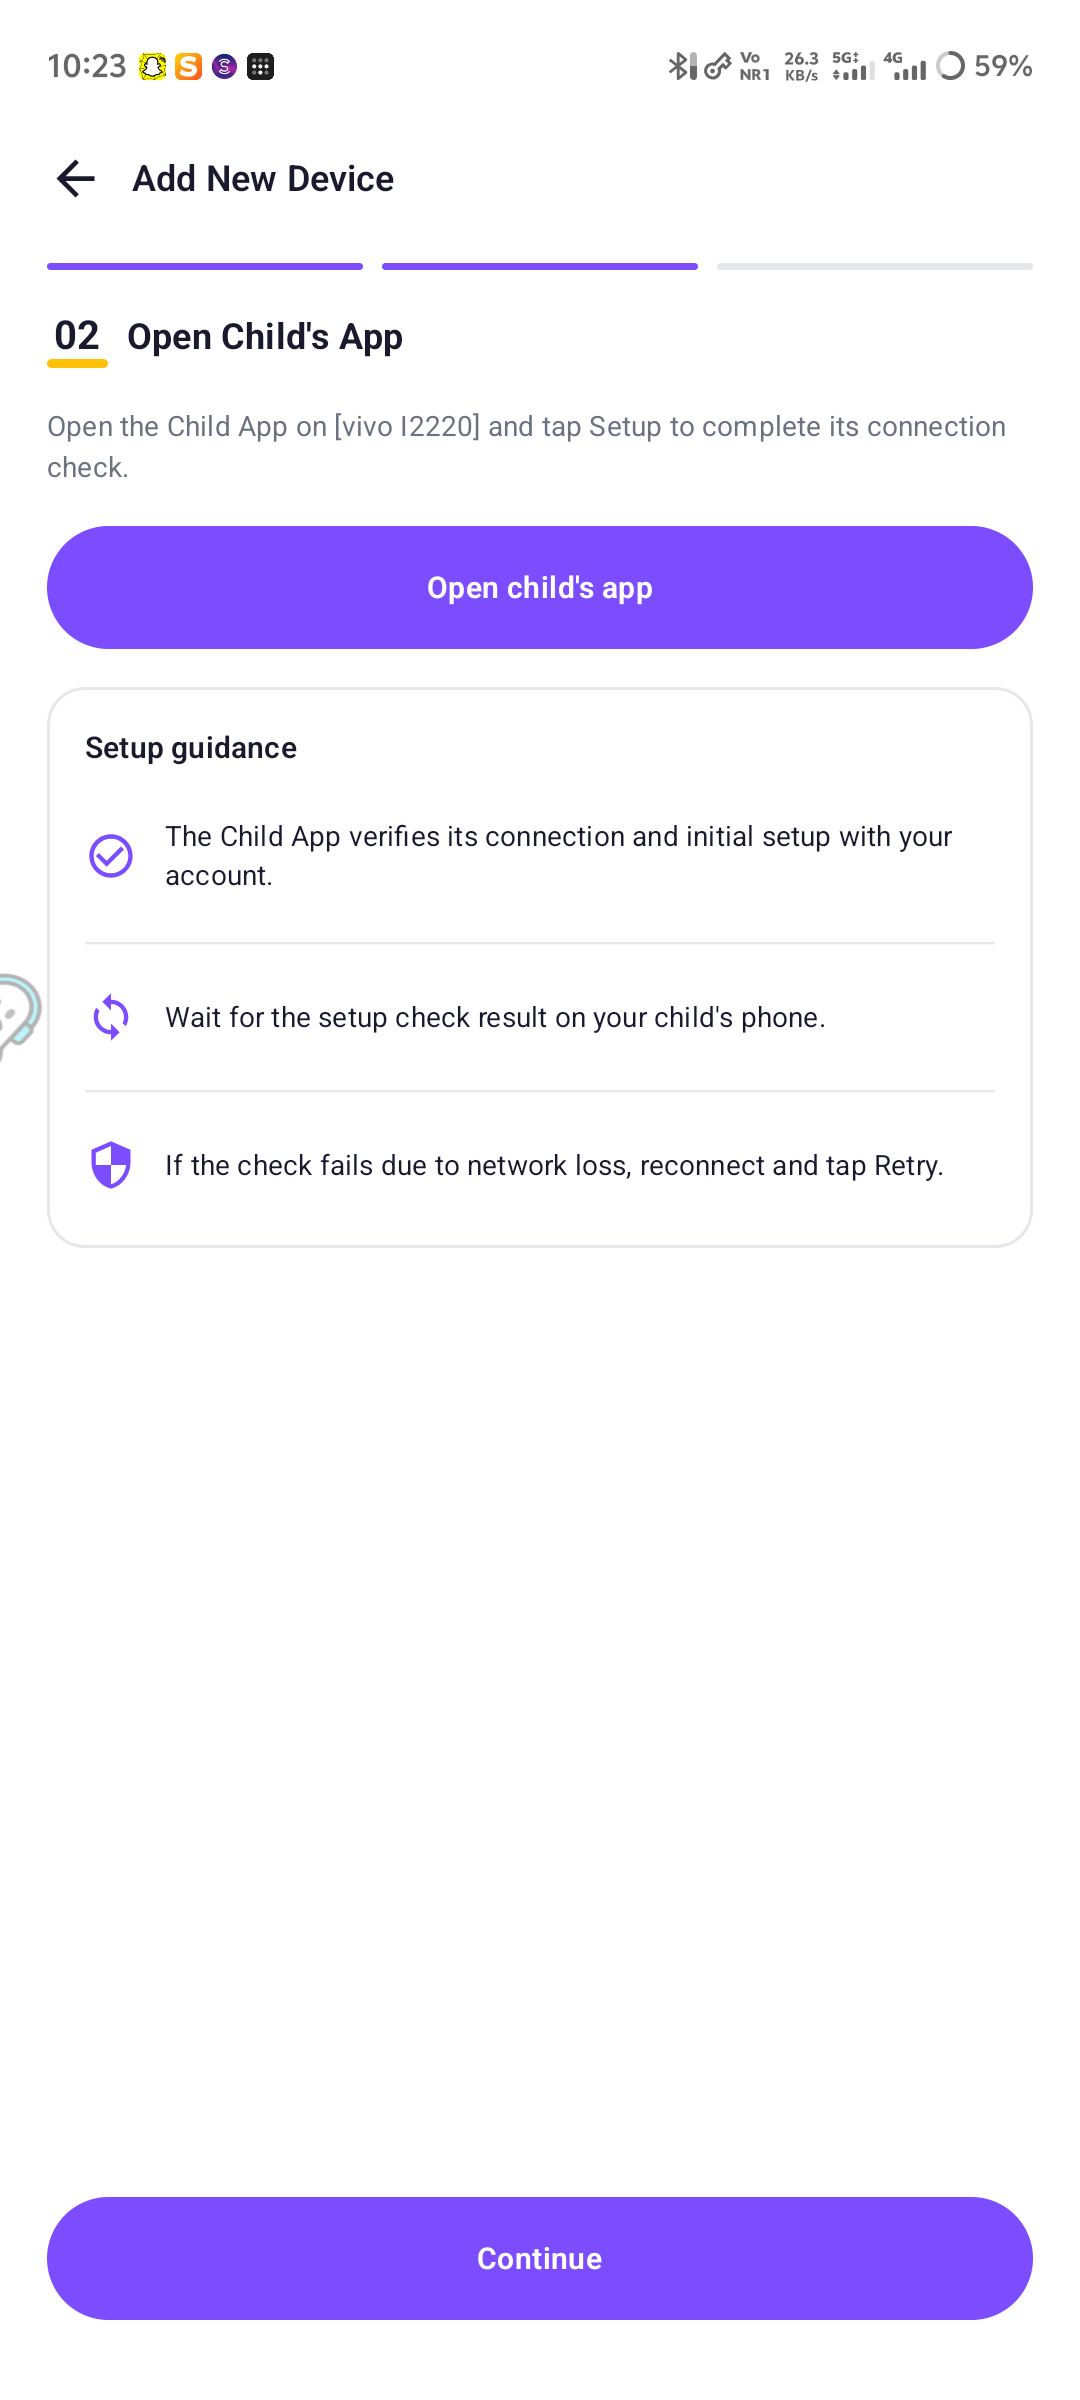 10:23
Vo
NR1
26.3
KB/s
5G
4G
59%
Add New Device
02 Open Child's App
Open the Child App on [vivo I2220] and tap Setup to complete its connection
check.
Open child's app
Setup guidance
The Child App verifies its connection and initial setup with your
account.
Wait for the setup check result on your child's phone.
If the check fails due to network loss, reconnect and tap Retry.
Continue